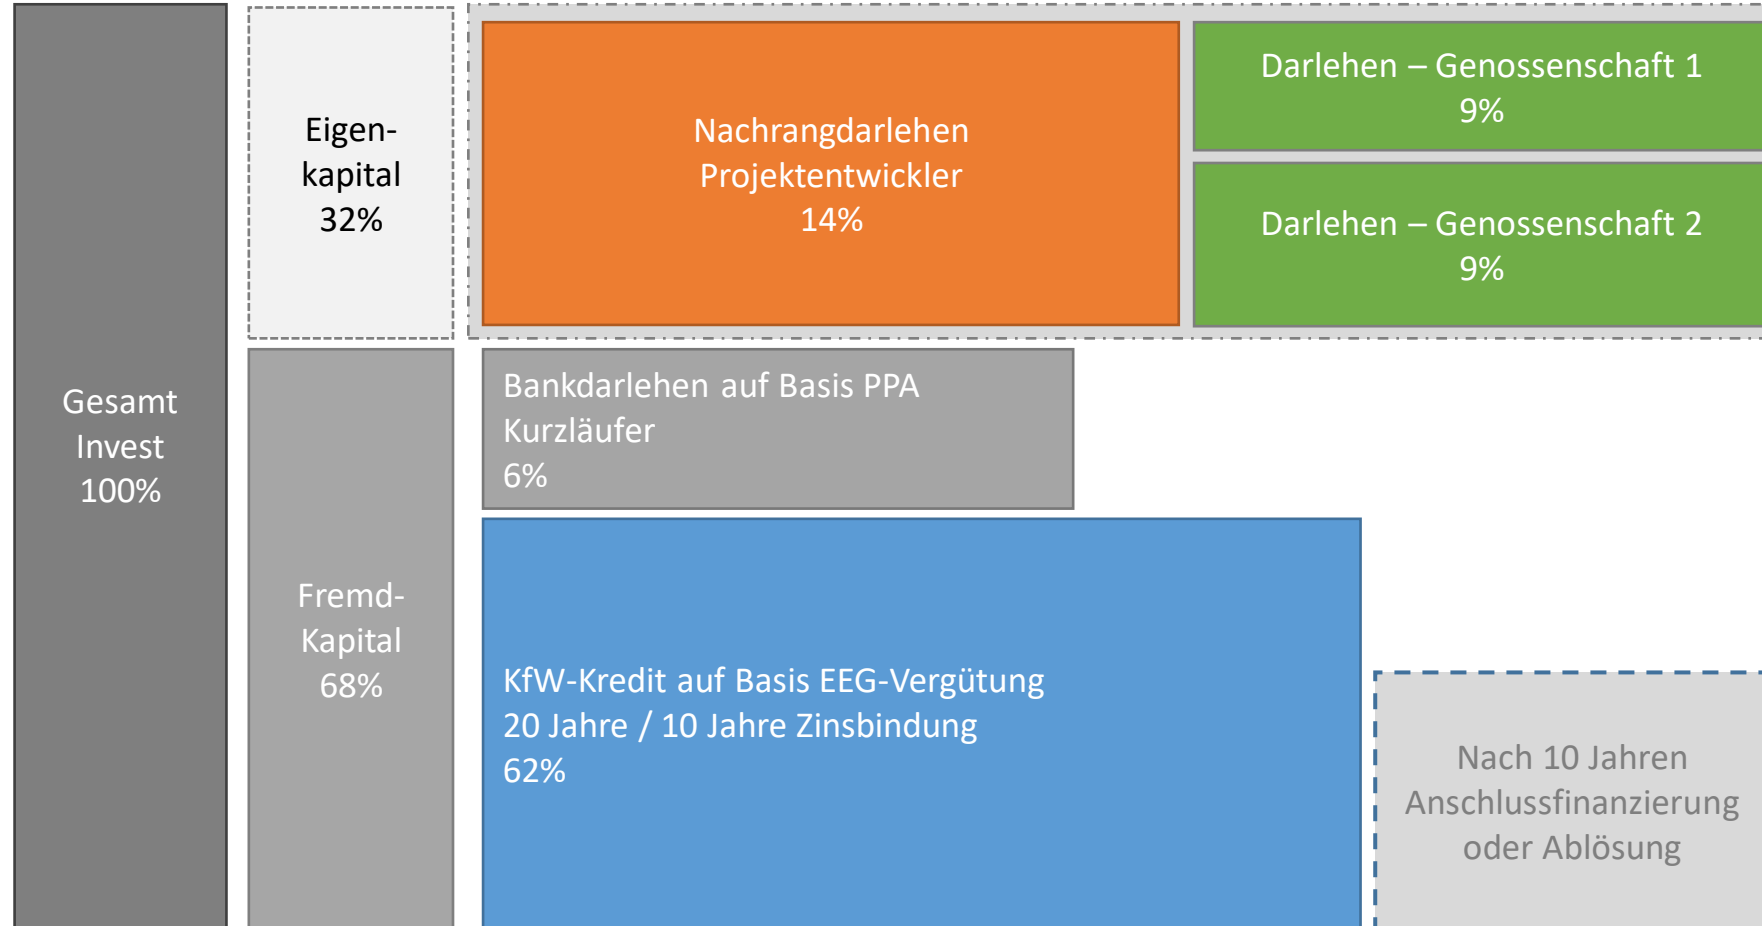 Gesamt
Invest
100%
Eigen-
kapital
32%
Nachrangdarlehen
Projektentwickler
14%
Darlehen – Genossenschaft 1
9%
Darlehen – Genossenschaft 2
9%
Fremd-
Kapital
68%
Bankdarlehen auf Basis PPA
Kurzläufer
6%
KfW-Kredit auf Basis EEG-Vergütung
20 Jahre / 10 Jahre Zinsbindung
62%
Nach 10 Jahren
Anschlussfinanzierung
oder Ablösung